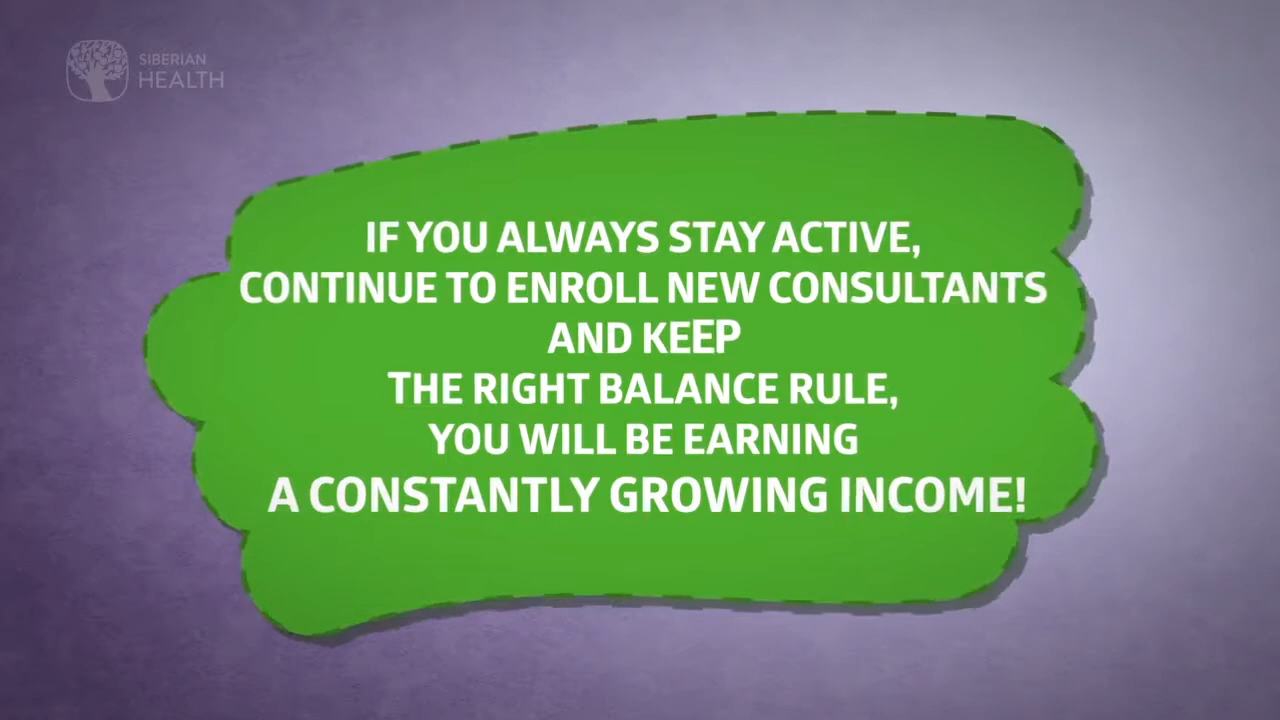 SIBERIAN
HEALTH
IF YOU ALWAYS STAY ACTIVE,
CONTINUE TO ENROLL NEW CONSULTANTS
AND KEEP
THE RIGHT BALANCE RULE,
YOU WILL BE EARNING
A CONSTANTLY GROWING INCOME!